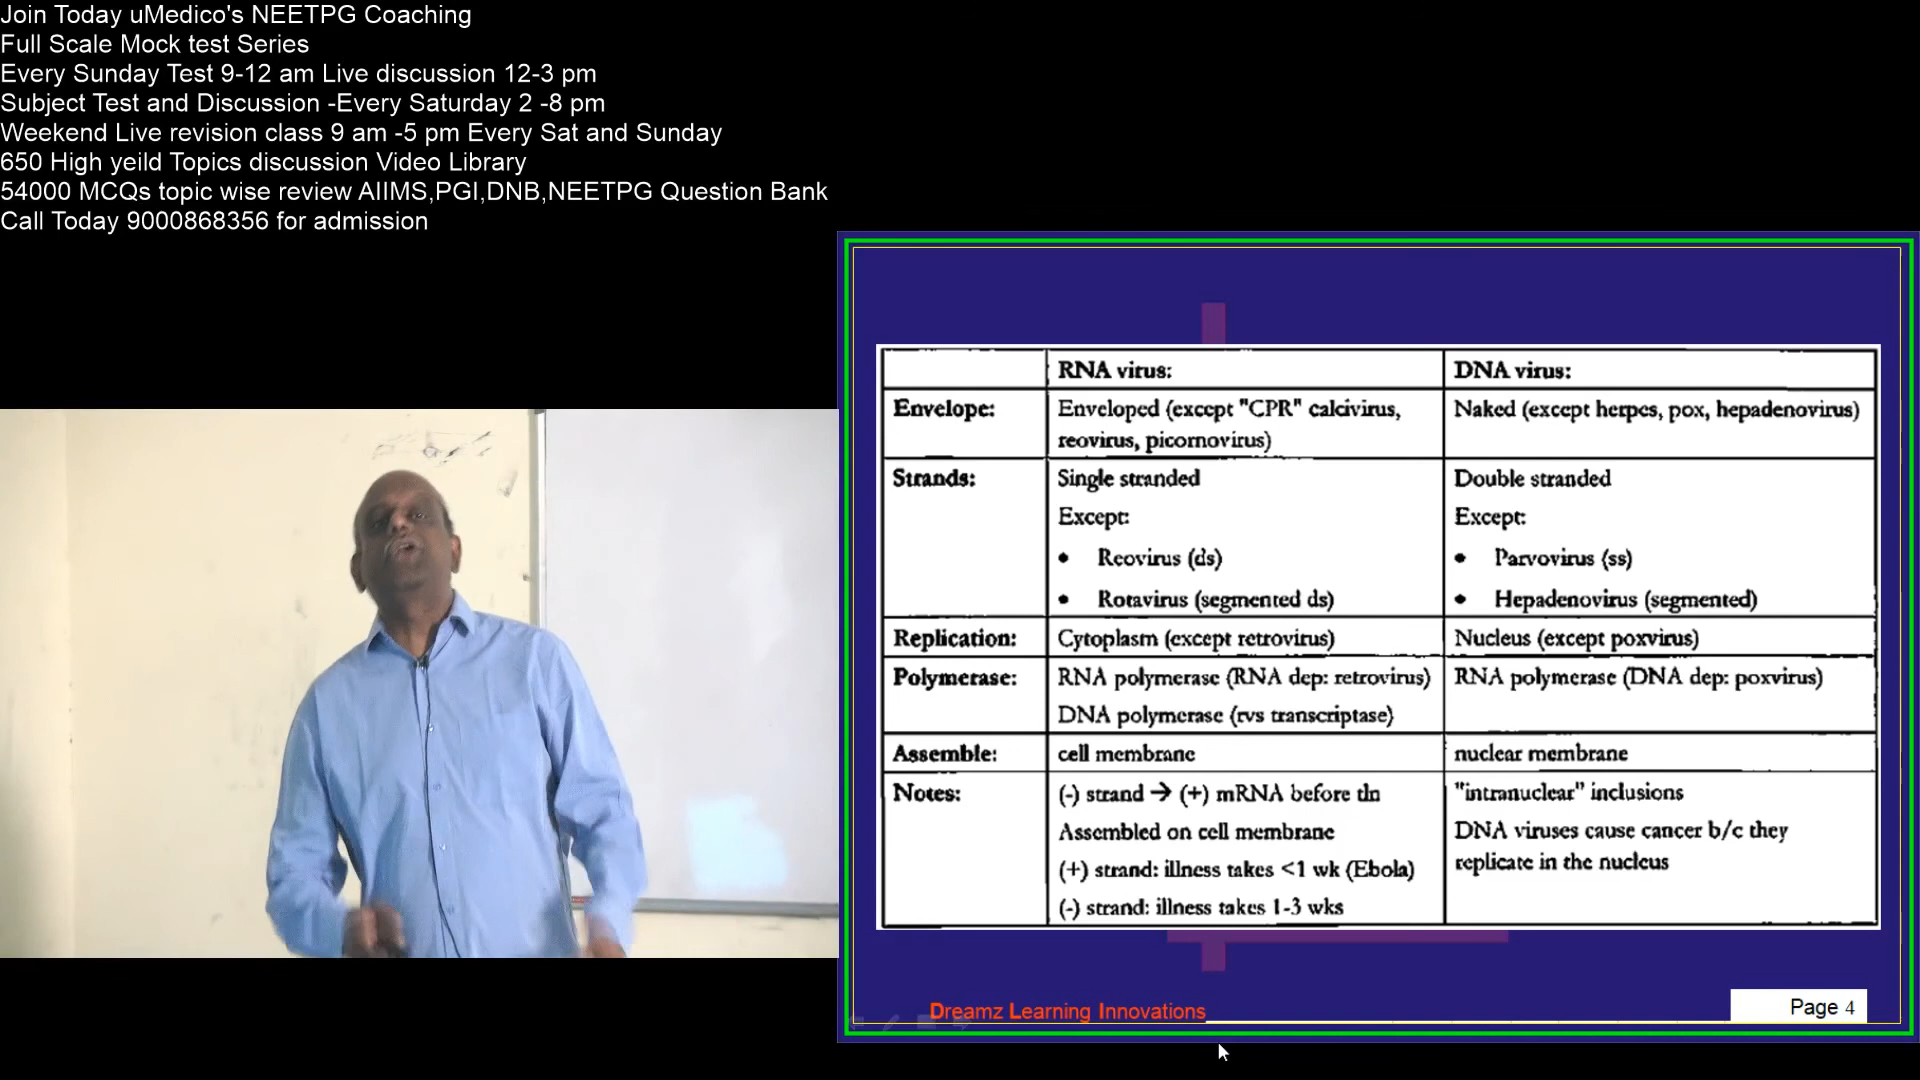 Join Today uMedico's NEETPG Coaching
Full Scale Mock test Series
Every Sunday Test 9-12 am Live discussion 12-3 pm
Subject Test and Discussion -Every Saturday 2 -8 pm
Weekend Live revision class 9 am -5 pm Every Sat and Sunday
650 High yeild Topics discussion Video Library
54000 MCQs topic wise review AIIMS,PGI,DNB,NEETPG Question Bank
Call Today 9000868356 for admission
RNA virus: DNA virus:
Envelope: Enveloped (except "CPR" calcivirus, Naked (except herpes, pox, hepadenovirus)
reovirus, picornovirus)
Strands: Single stranded Double stranded
Except: Except:
• Reovirus (ds) • Parvovirus (ss)
• Rotavirus (segmented ds) • Hepadenovirus (segmented)
Replication: Cytoplasm (except retrovirus) Nucleus (except poxvirus)
Polymerase: RNA polymerase (RNA dep: retrovirus) RNA polymerase (DNA dep: poxvirus)
DNA polymerase (rvs transcriptase)
Assemble: cell membrane nuclear membrane
Notes: (-) strand → (+) mRNA before "intranuclear" inclusions
Assembled on cell membrane DNA viruses cause cancer b/c they
(+) strand: illness takes <1 wk (Ebola) replicate in the nucleus
(-) strand: illness takes 1-3 wks
Dreamz Learning Innovations
Page 4